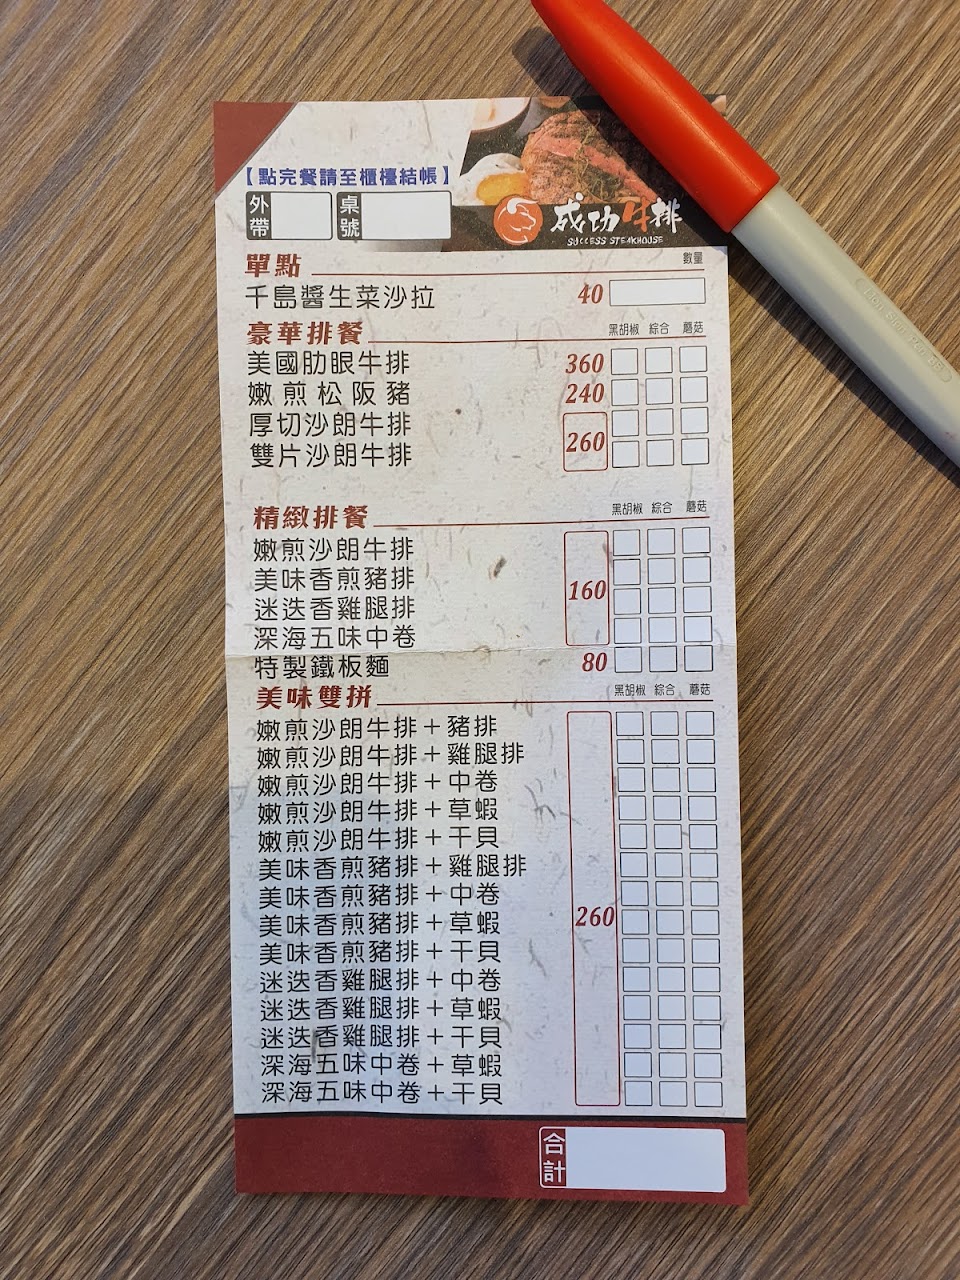 【點完餐請至櫃檯結帳】
外帶 桌號
成功牛排
SUCCESS STEAKHOUSE
單點 數量
千島醬生菜沙拉 40
豪華排餐 黑胡椒 綜合 蘑菇
美國肋眼牛排 360
嫩煎松阪豬 240
厚切沙朗牛排
260
雙片沙朗牛排
精緻排餐 黑胡椒 綜合 蘑菇
嫩煎沙朗牛排
美味香煎豬排
160
迷迭香雞腿排
深海五味中卷
特製鐵板麵 80
美味雙拼 黑胡椒 綜合 蘑菇
嫩煎沙朗牛排+豬排
嫩煎沙朗牛排+雞腿排
嫩煎沙朗牛排+中卷
嫩煎沙朗牛排+草蝦
嫩煎沙朗牛排+干貝
美味香煎豬排+雞腿排
美味香煎豬排+中卷
260
美味香煎豬排+草蝦
美味香煎豬排+干貝
迷迭香雞腿排+中卷
迷迭香雞腿排+草蝦
迷迭香雞腿排+干貝
深海五味中卷+草蝦
深海五味中卷+干貝
合計